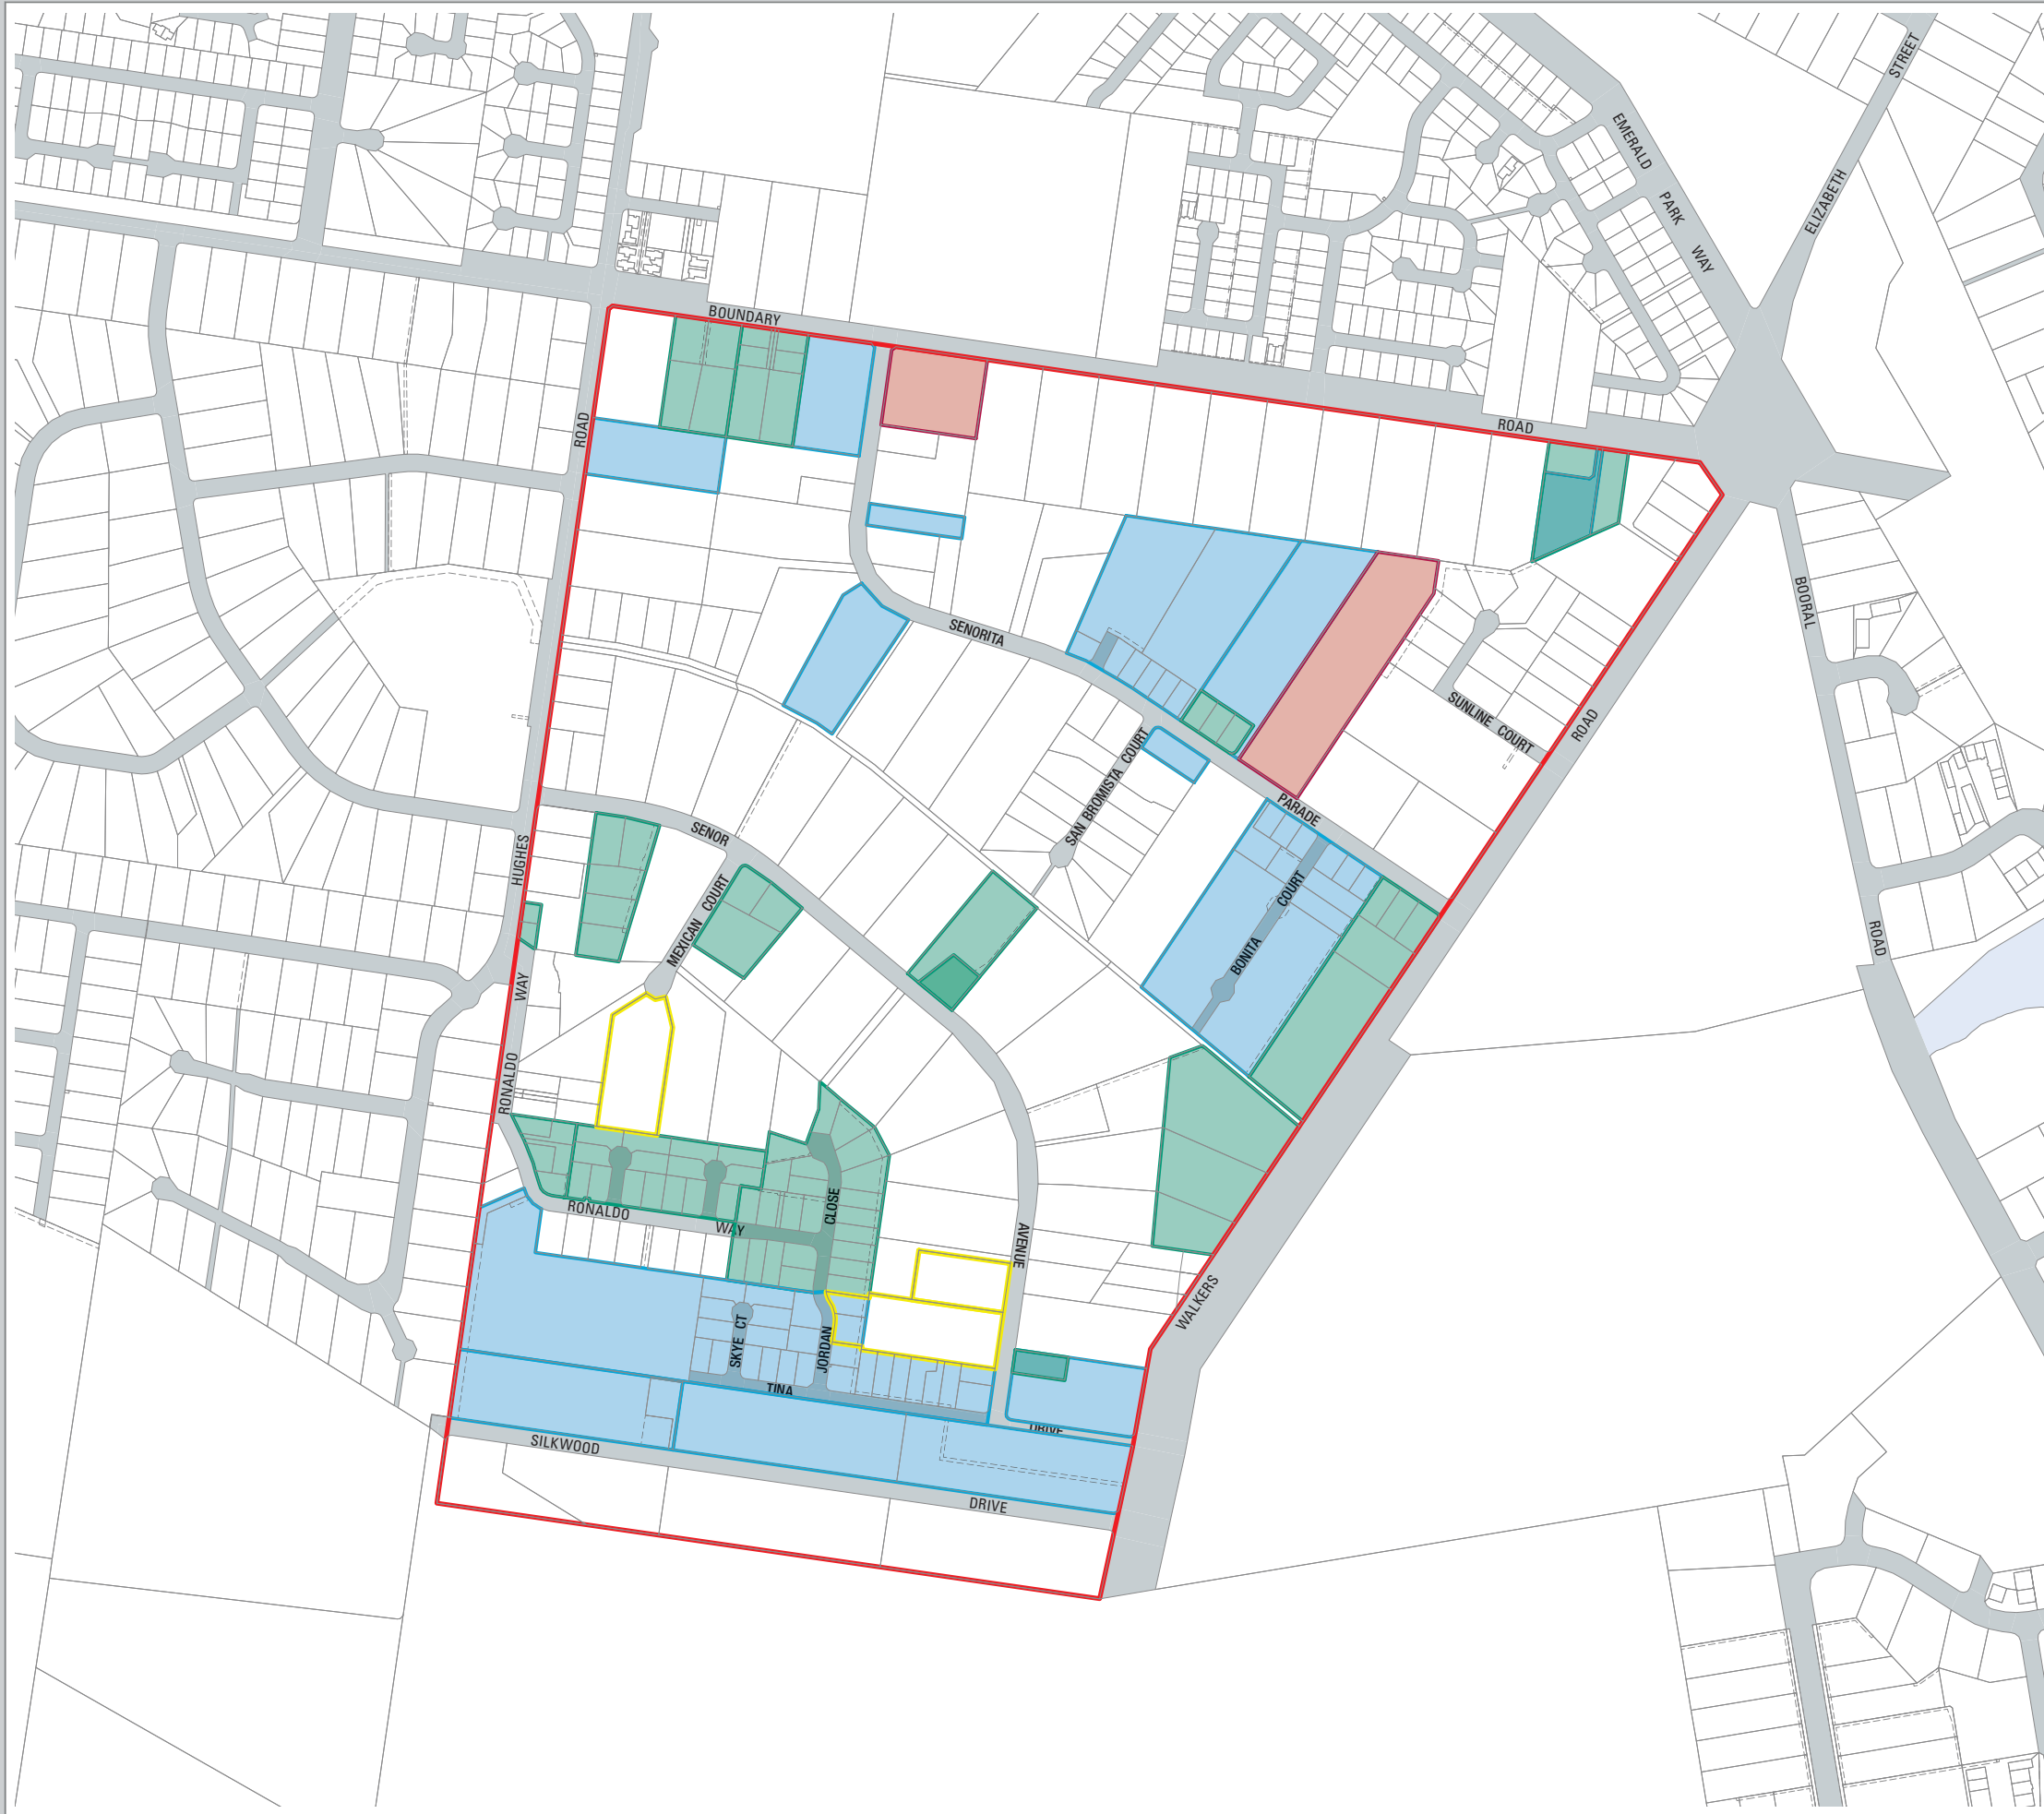 STREET
EMERALD
PARK
WAY
ELIZABETH
BOUNDARY
ROAD
ROAD
BOORAL
SENORITA
SUNLINE COURT
ROAD
SAN BROMISTA COURT
PARADE
SENOR
HUGHES
MEXICAN COURT
COURT
BONITA
ROAD
WAY
RONALDO
RONALDO
WAY
CLOSE
AVENUE
WALKERS
SKYE CT
JORDAN
TINA
DRIVE
SILKWOOD
DRIVE